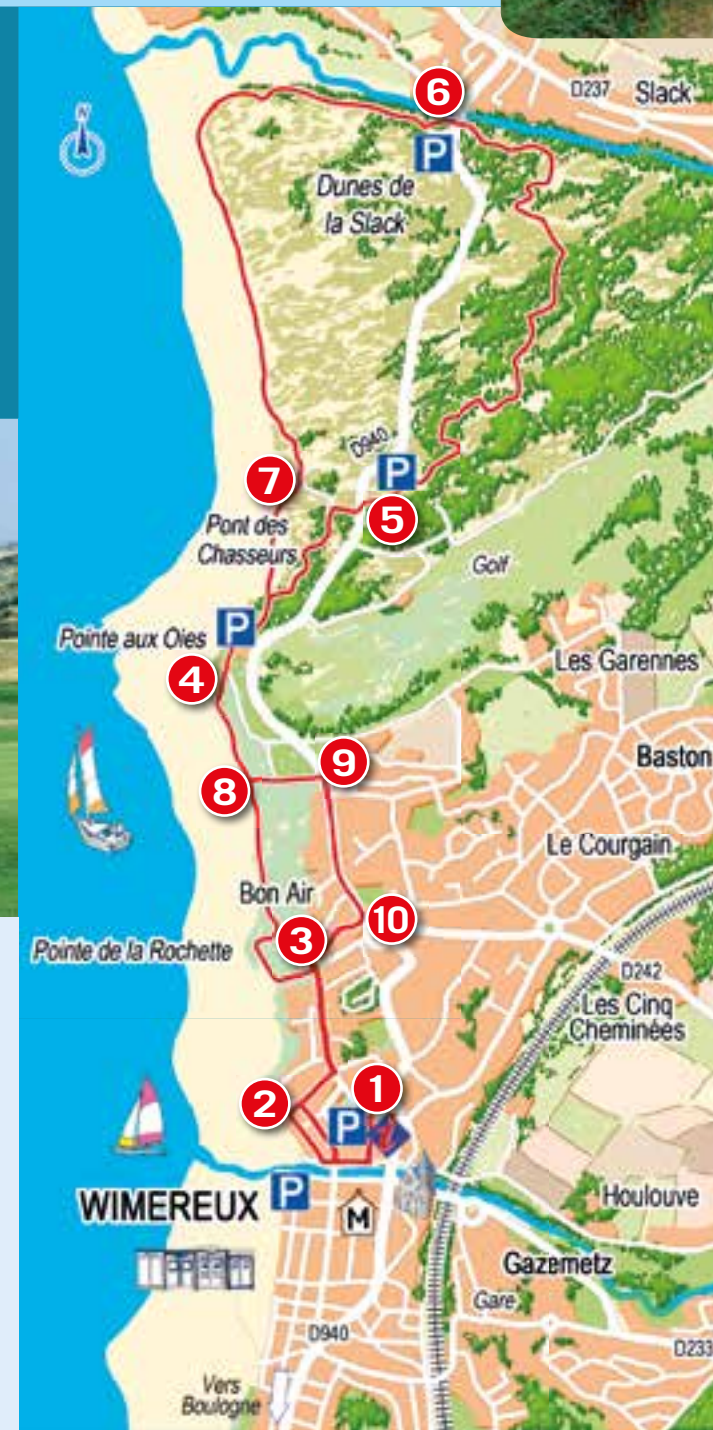 6
D237
Slack
N
P
Dunes de
la Slack
D940
P
7
5
Pont des
Chasseurs
Golf
P
Pointe aux Oies
4
Les Garennes
9
Baston
8
Le Courgain
Bon Air
10
3
Pointe de la Rochette
D242
Les Cinq
Cheminées
1
2
P
i
P
WIMEREUX
M
Houlouve
Gazemetz
Gare
D940
D233
Vers
Boulogne
P